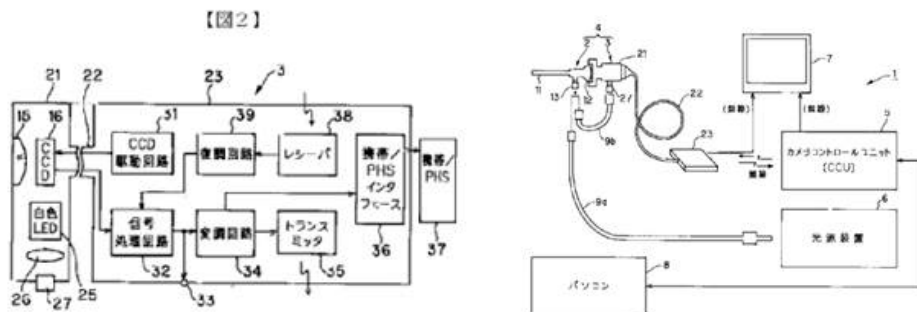 【図2】
21
22
23
3
15
16
31
39
38
CCD
CCD
駆動回路
復調回路
レシーバ
携帯/
PHS
インタ
フェース
携帯/
PHS
白色
LED
信号
処理回路
変調回路
トランス
ミッタ
36
37
26
27
25
32
33
34
35
4
2
3
21
7
1
11
13
12
27
22
9b
23
(無線)
(無線)
5
カメラコントロールユニット
[CCU]
9a
6
光源装置
8
パソコン